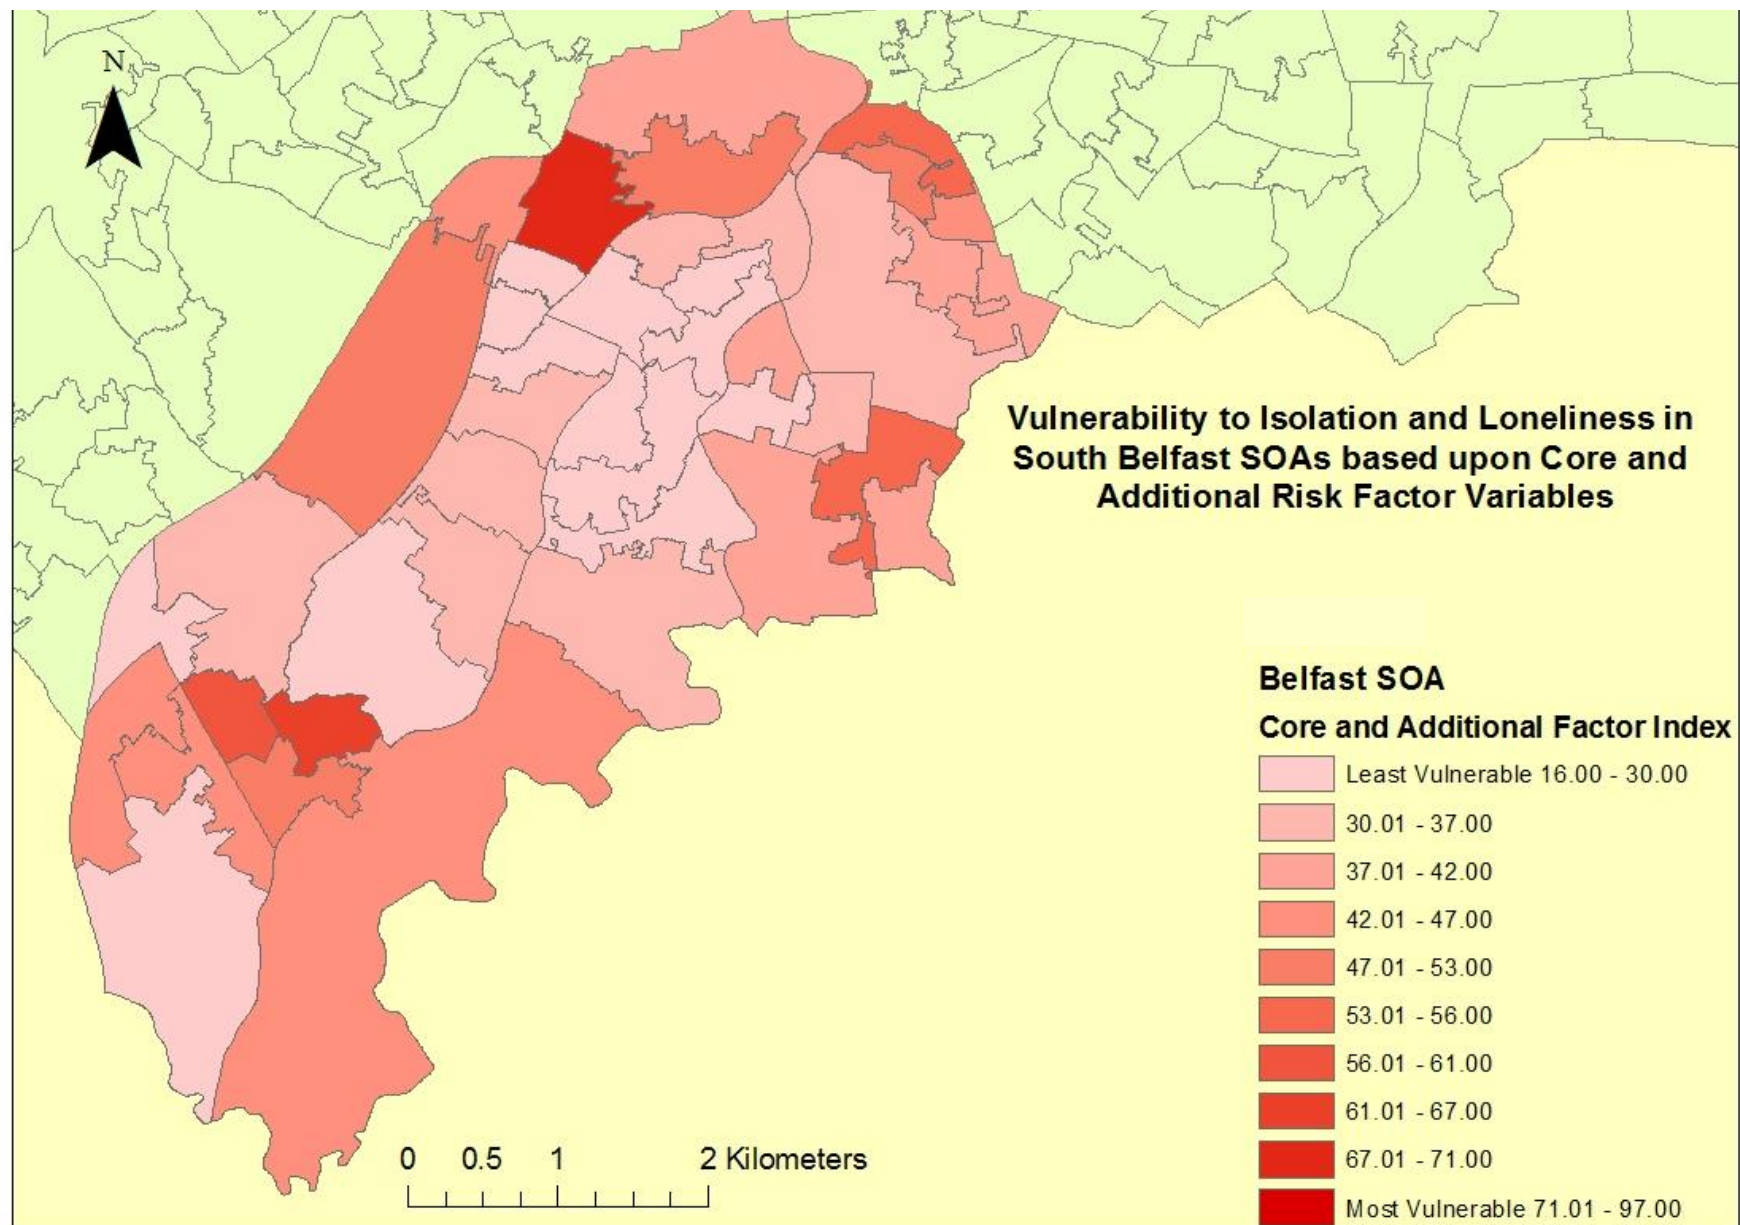 N
Vulnerability to Isolation and Loneliness in
South Belfast SOAs based upon Core and
Additional Risk Factor Variables
Belfast SOA
Core and Additional Factor Index
Least Vulnerable 16.00 - 30.00
30.01 - 37.00
37.01 - 42.00
42.01 - 47.00
47.01 - 53.00
53.01 - 56.00
56.01 - 61.00
61.01 - 67.00
67.01 - 71.00
Most Vulnerable 71.01 - 97.00
0 0.5 1 2 Kilometers